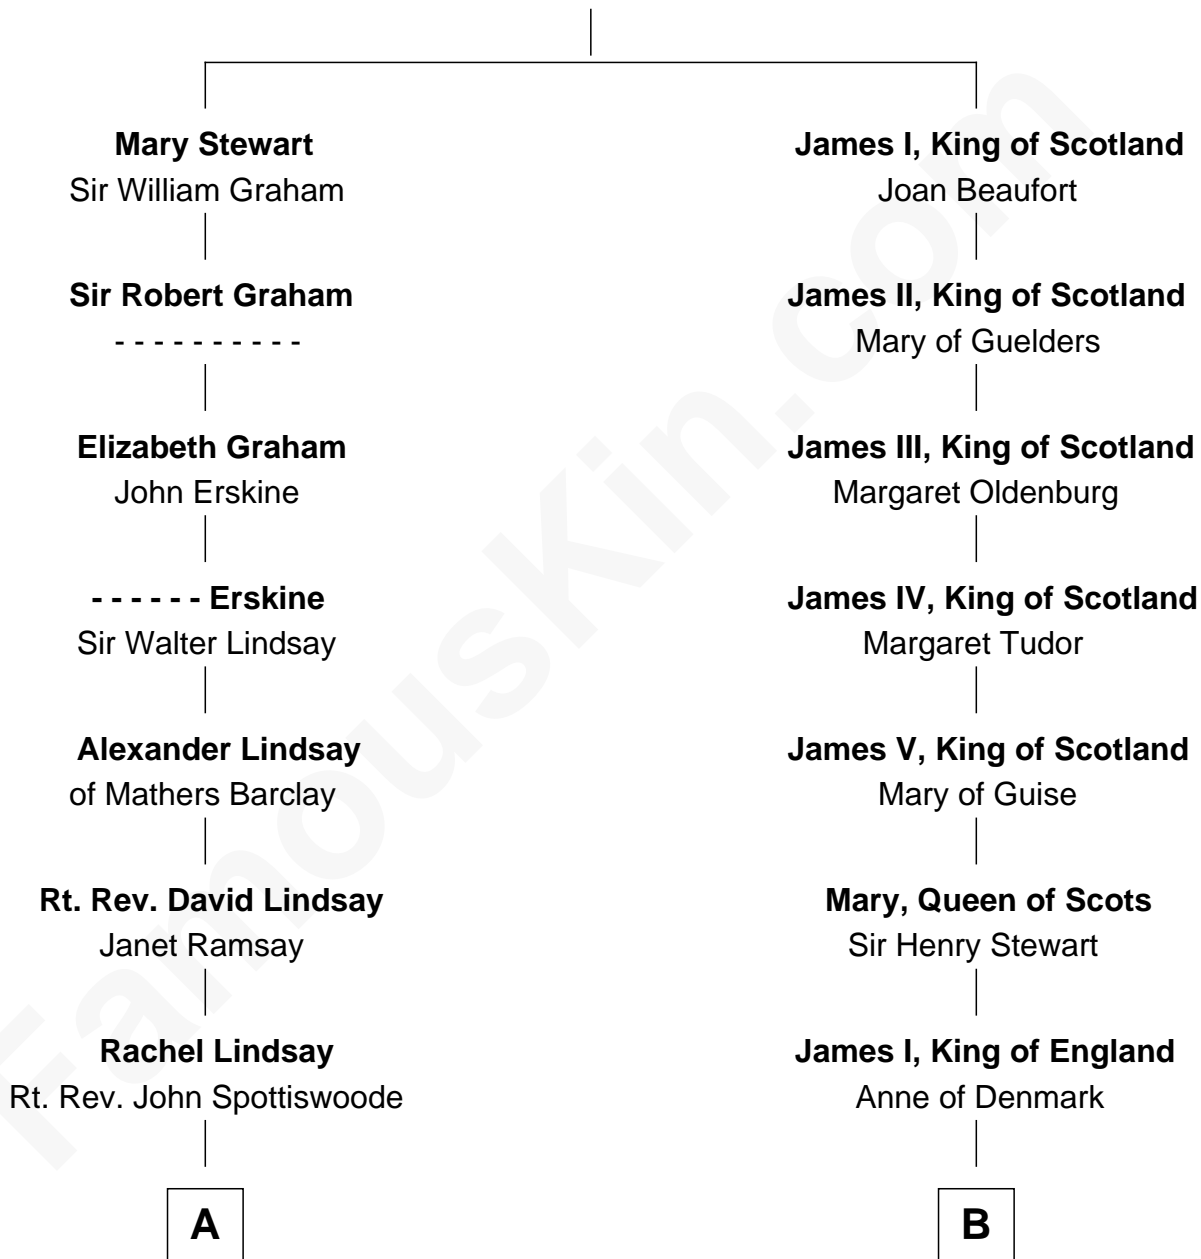 Mary Stewart
Sir William Graham
Sir Robert Graham
- - - - - - - - - -
Elizabeth Graham
John Erskine
- - - - - - Erskine
Sir Walter Lindsay
Alexander Lindsay
of Mathers Barclay
Rt. Rev. David Lindsay
Janet Ramsay
Rachel Lindsay
Rt. Rev. John Spottiswoode
A
James I, King of Scotland
Joan Beaufort
James II, King of Scotland
Mary of Guelders
James III, King of Scotland
Margaret Oldenburg
James IV, King of Scotland
Margaret Tudor
James V, King of Scotland
Mary of Guise
Mary, Queen of Scots
Sir Henry Stewart
James I, King of England
Anne of Denmark
B
FamousKin.com